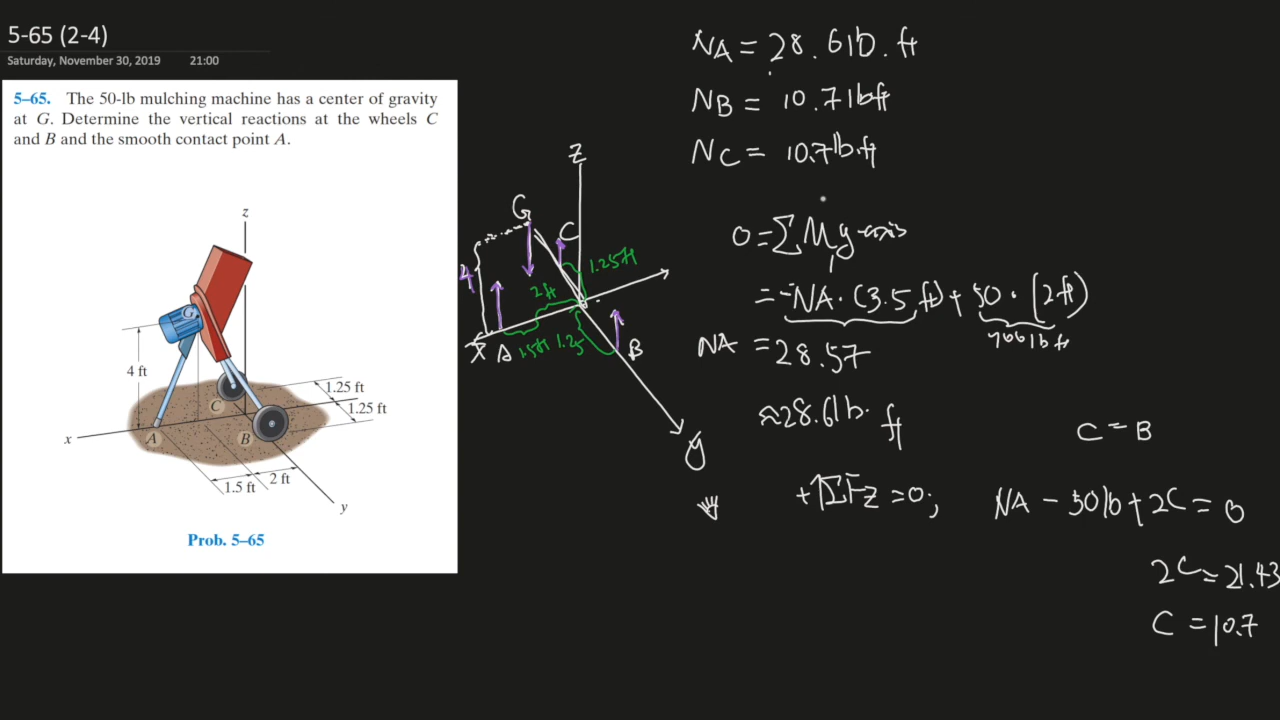 5-65 (2-4)
Saturday, November 30, 2019 21:00
5–65. The 50-lb mulching machine has a center of gravity
at G. Determine the vertical reactions at the wheels C
and B and the smooth contact point A.
z
G
4 ft
1.25 ft
C
1.25 ft
x
A
B
1.5 ft
2 ft
y
Prob. 5–65
Z
G
C
1.25ft
4
2ft
X
A
1.5ft
1.25
B
y
NA = 28.6 lb. ft
NB = 10.7 lbft
NC = 10.7lb.ft
0=ΣMy-axis
= -NA · (3.5 ft) + 50 · (2ft)
lb ft
NA = 28.57
≈28.6lb. ft
C = B
+↑ΣFz = 0; NA - 50lb + 2C = 0
2C = 21.43
C = 10.7